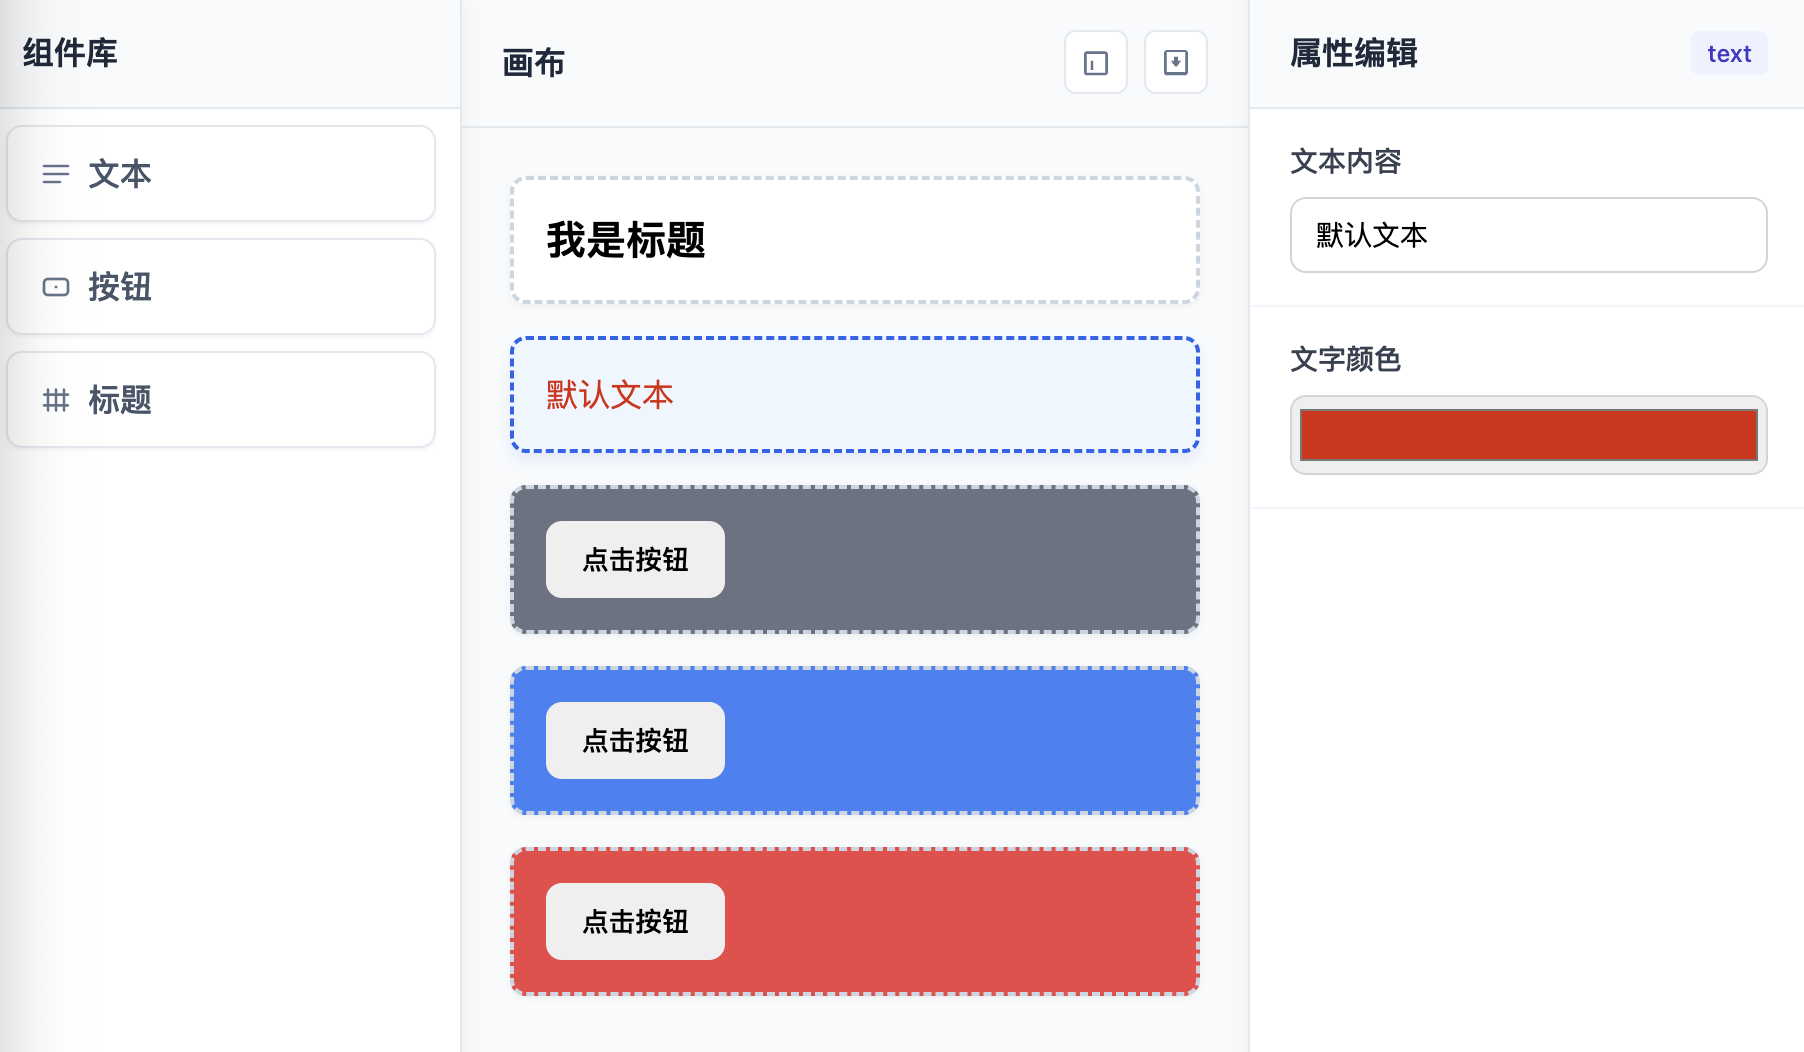 组件库
文本
按钮
标题
画布
我是标题
默认文本
点击按钮
点击按钮
点击按钮
属性编辑
text
文本内容
默认文本
文字颜色